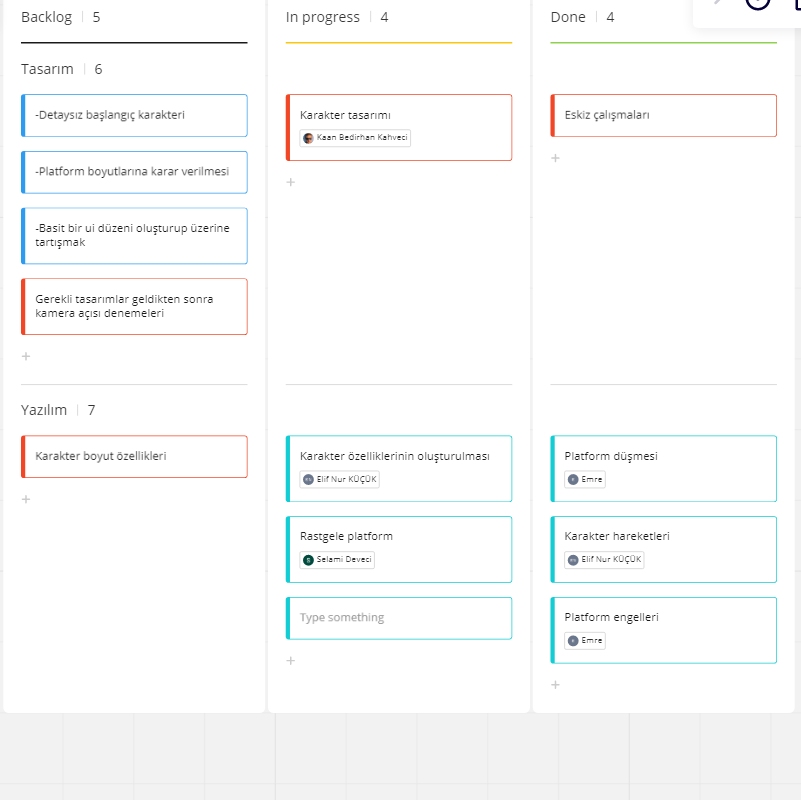 Backlog 5
In progress 4
Done 4
Tasarım 6
-Detaysız başlangıç karakteri
-Platform boyutlarına karar verilmesi
-Basit bir ui düzeni oluşturup üzerine
tartışmak
Gerekli tasarımlar geldikten sonra
kamera açısı denemeleri
+
Karakter tasarımı
Kaan Bedirhan Kahveci
+
Eskiz çalışmaları
+
Yazılım 7
Karakter boyut özellikleri
+
Karakter özelliklerinin oluşturulması
Elif Nur KÜÇÜK
Rastgele platform
Selami Deveci
Type something
+
Platform düşmesi
Emre
Karakter hareketleri
Elif Nur KÜÇÜK
Platform engelleri
Emre
+